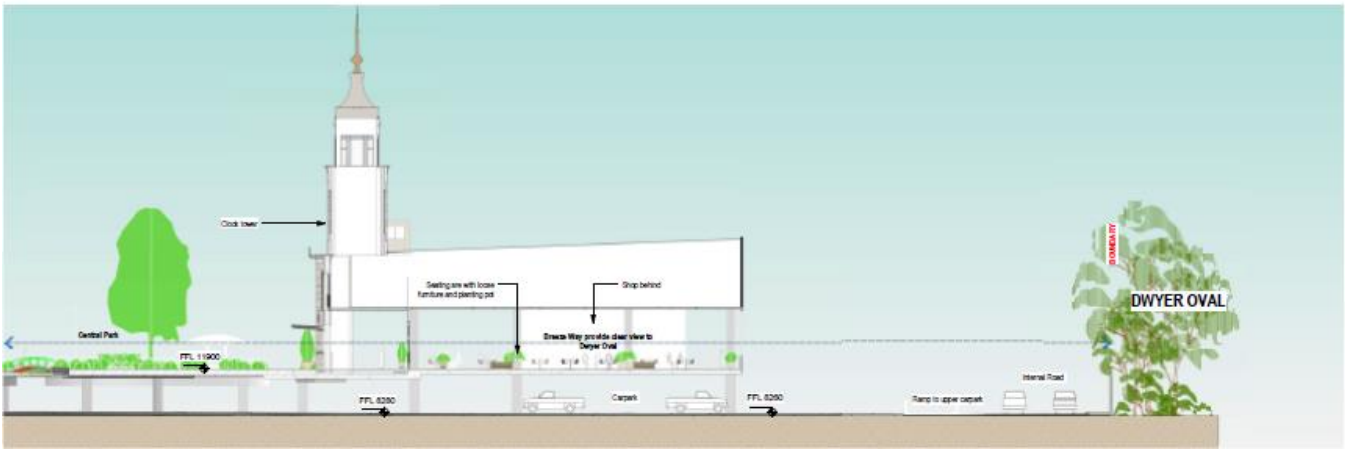 Clock tower
BOUNDARY
Seating are with loose
furniture and planting pot
Shop behind
DWYER OVAL
Central Park
Breeze Way provide clear view to
Dwyer Oval
FFL 11900
Internal Road
FFL 8260
Carpark
FFL 8260
Ramp to upper carpark